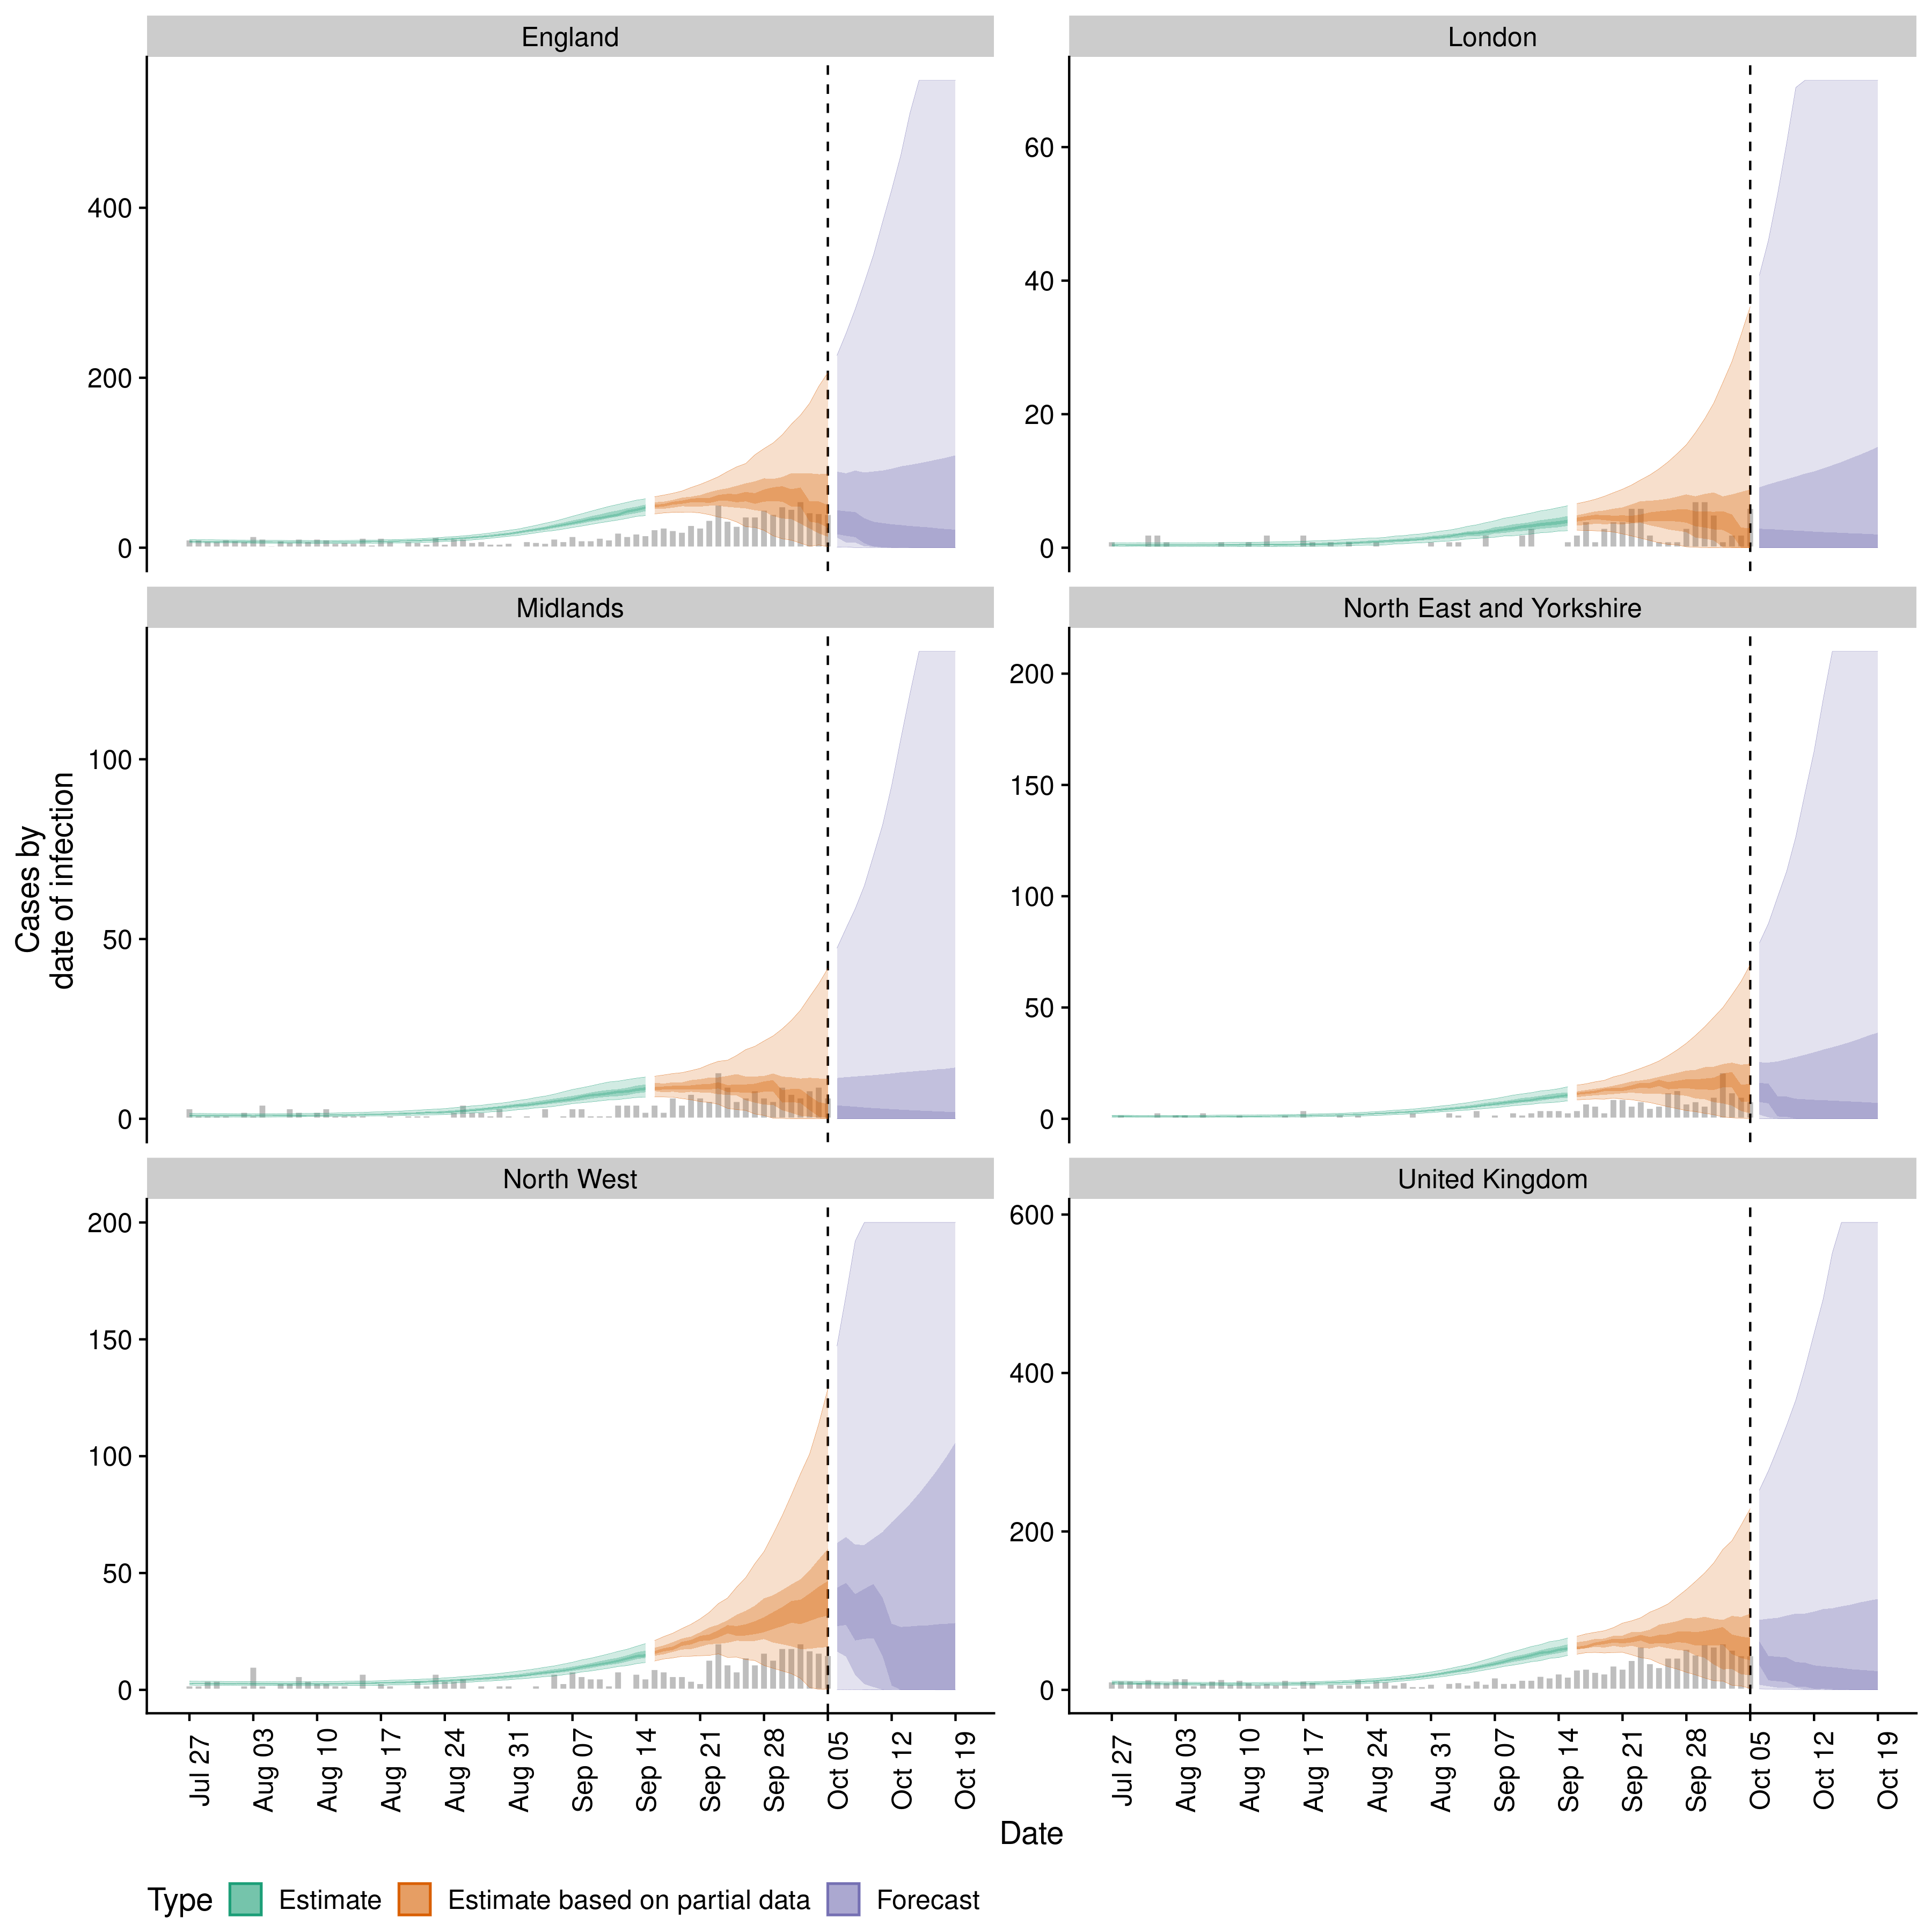 England
London
400
200
0
60
40
20
0
Midlands
North East and Yorkshire
100
50
0
200
150
100
50
0
Cases by
date of infection
North West
United Kingdom
200
150
100
50
0
600
400
200
0
Jul 27
Aug 03
Aug 10
Aug 17
Aug 24
Aug 31
Sep 07
Sep 14
Sep 21
Sep 28
Oct 05
Oct 12
Oct 19
Jul 27
Aug 03
Aug 10
Aug 17
Aug 24
Aug 31
Sep 07
Sep 14
Sep 21
Sep 28
Oct 05
Oct 12
Oct 19
Date
Type Estimate Estimate based on partial data Forecast